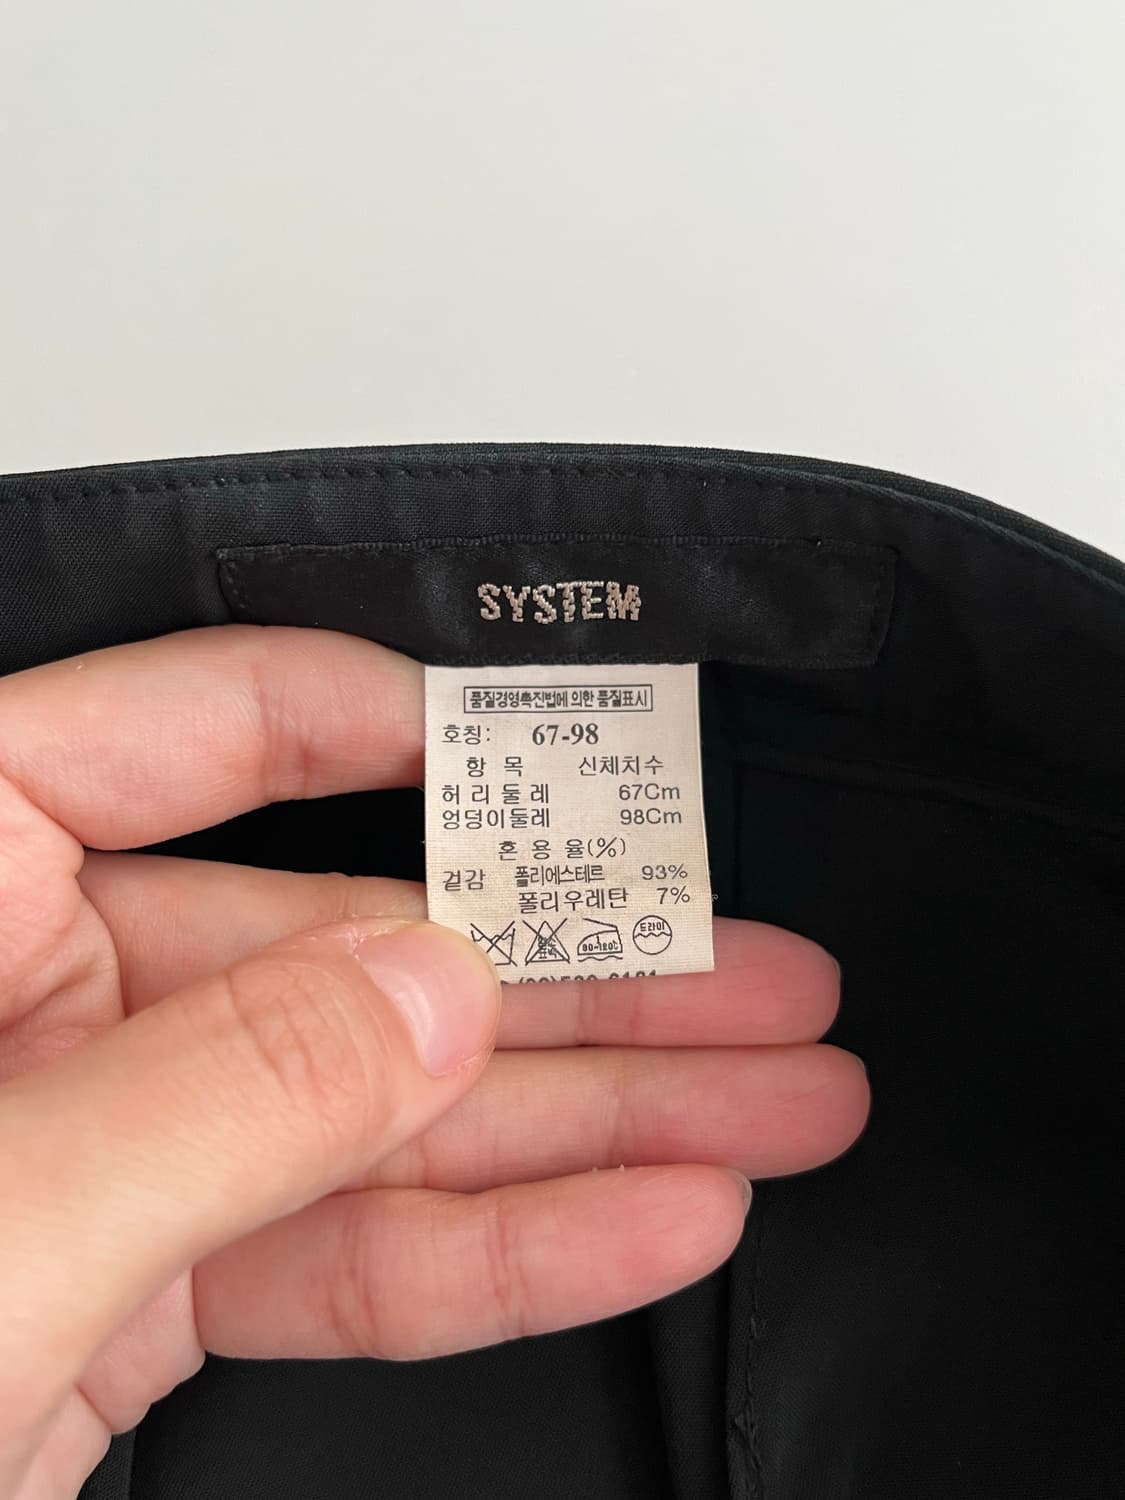 SYSTEM
품질경영촉진법에 의한 품질표시
호칭: 67-98
항 목 신체치수
허 리 둘 레 67Cm
엉덩이둘레 98Cm
혼 용 율(%)
겉감 폴리에스테르 93%
폴리우레탄 7%
80-120℃ 드라이